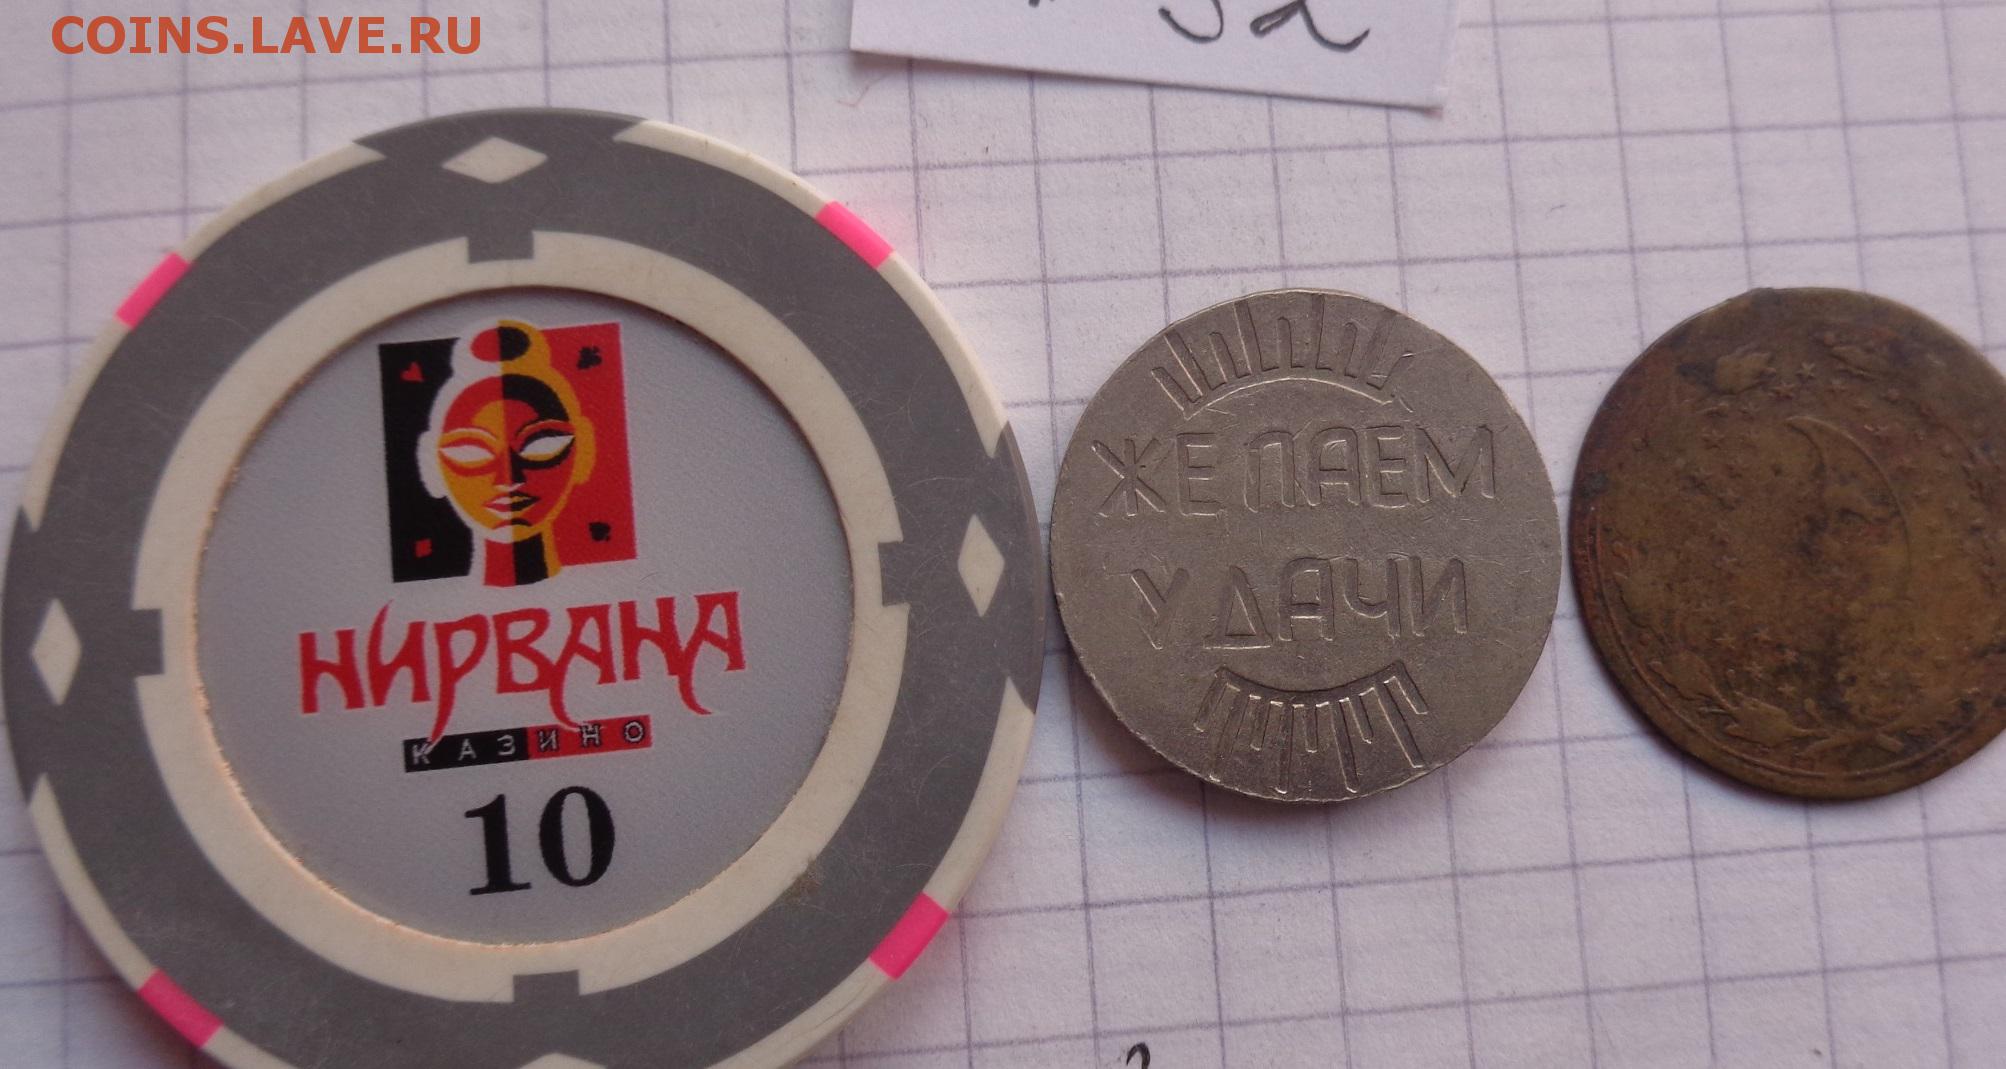 COINS.LAVE.RU
НИРВАНА
КАЗИНО
10
ЖЕЛАЕМ
УДАЧИ